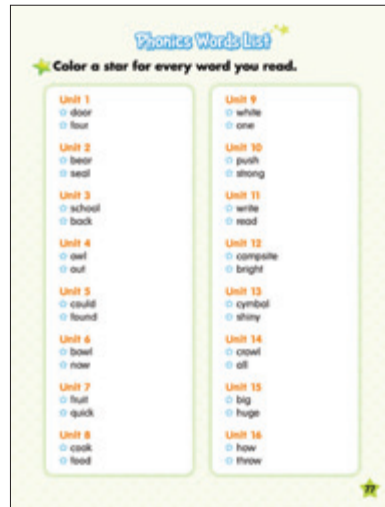 Phonics Words List
Color a star for every word you read.
Unit 1
door
four
Unit 2
bear
seal
Unit 3
school
back
Unit 4
owl
out
Unit 5
could
found
Unit 6
bowl
now
Unit 7
fruit
quick
Unit 8
cook
food
Unit 9
white
one
Unit 10
push
strong
Unit 11
write
read
Unit 12
campsite
bright
Unit 13
cymbal
shiny
Unit 14
crawl
all
Unit 15
big
huge
Unit 16
how
throw
77